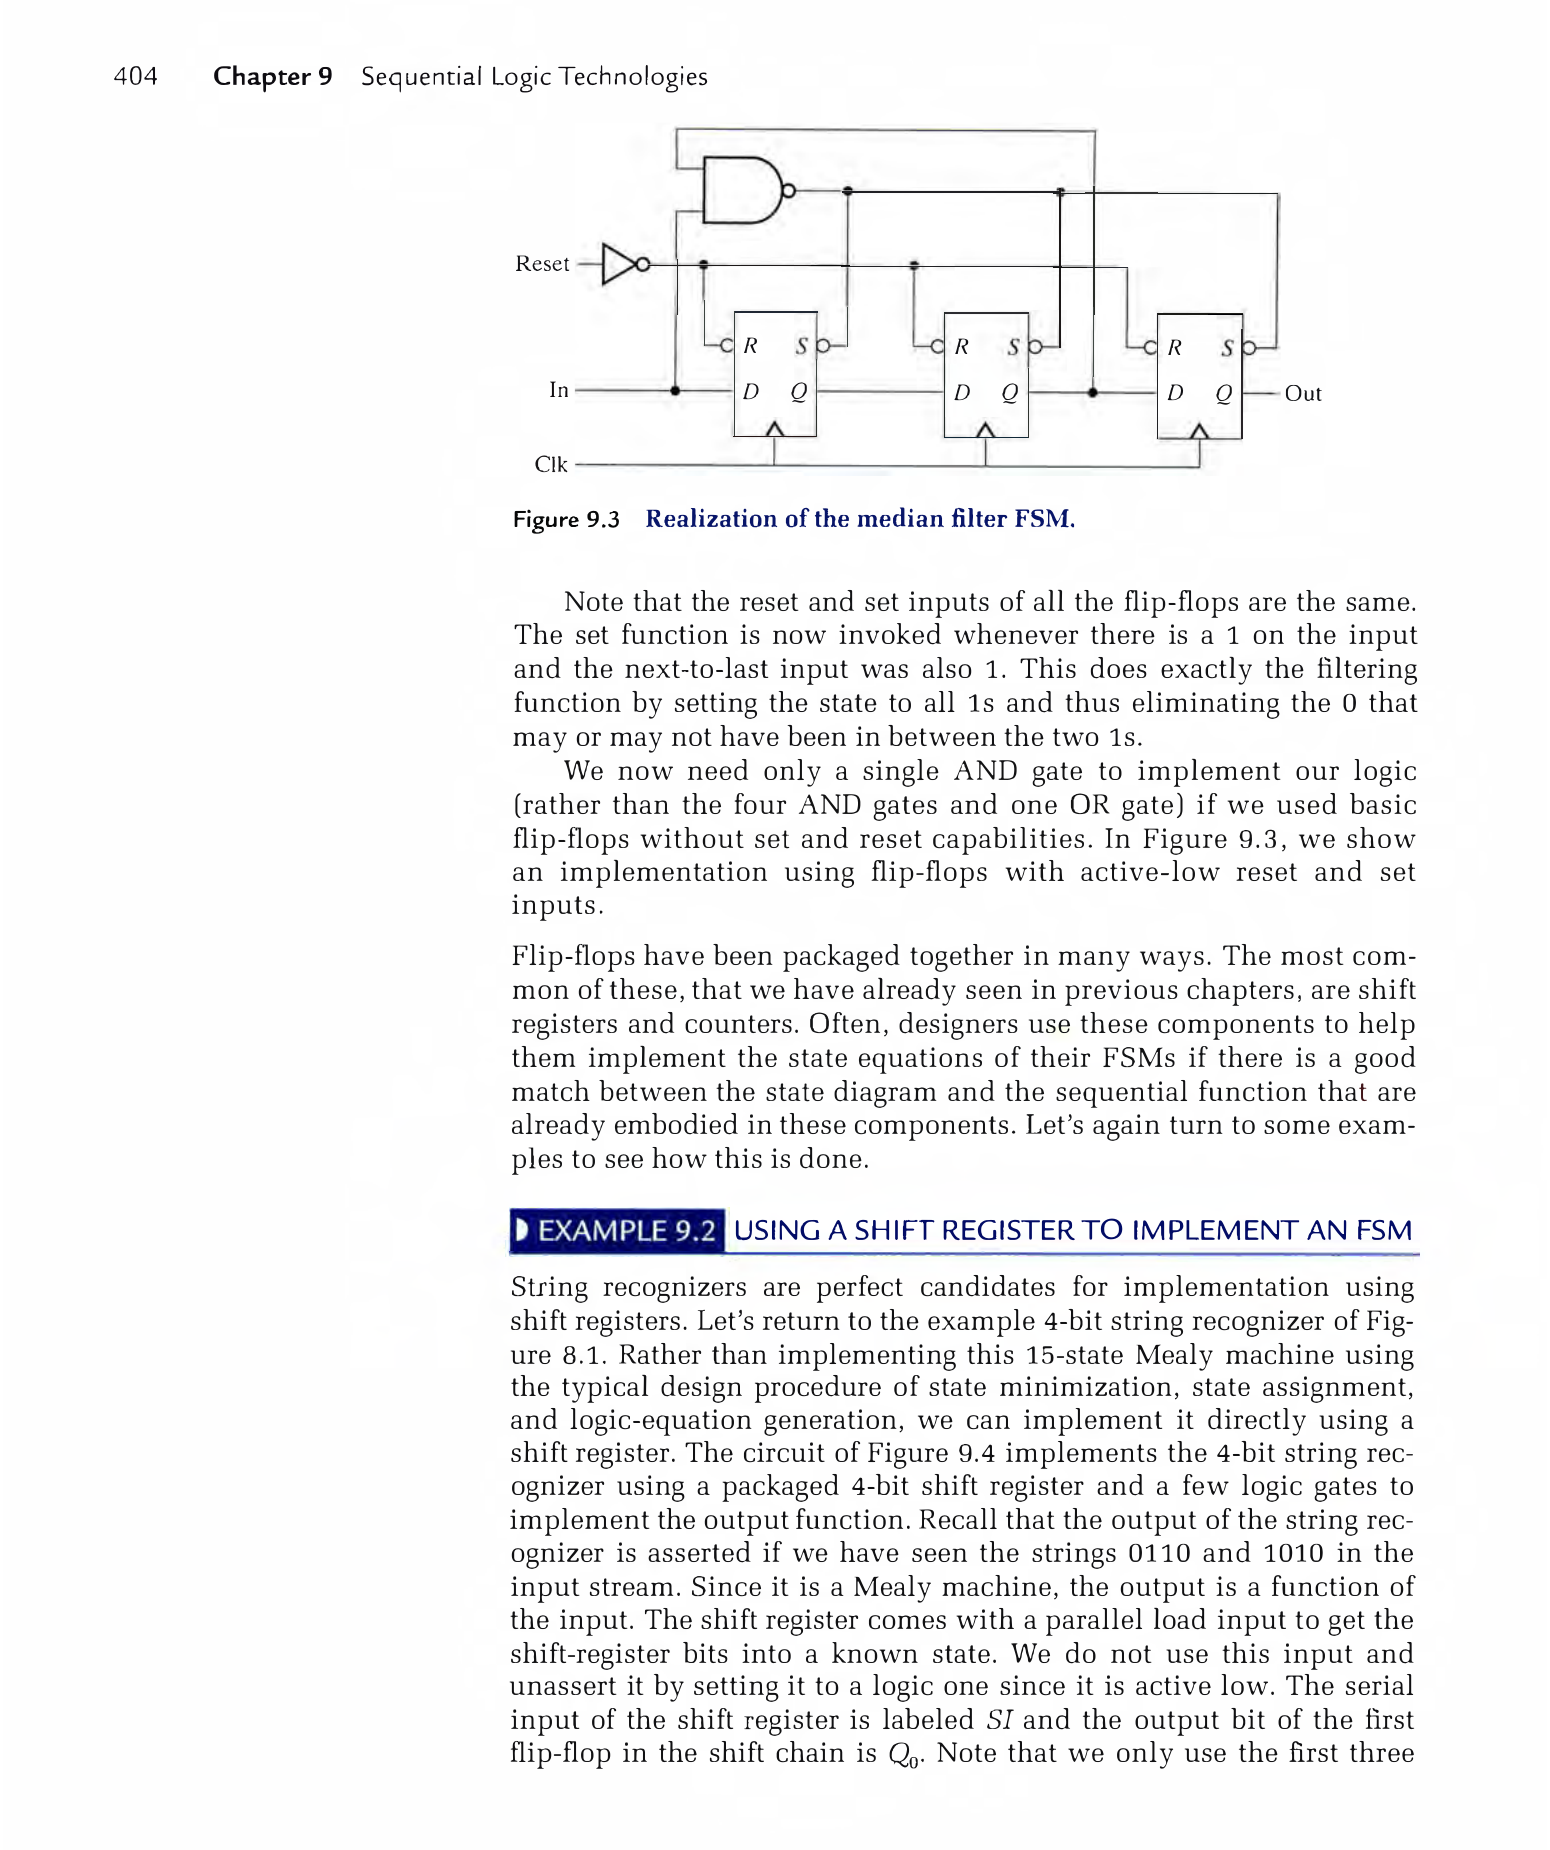 404 Chapter 9 Sequential Logic Technologies
Reset
R S
R S
R S
In
D Q
D Q
D Q
Out
Clk
Figure 9.3 Realization of the median filter FSM.
Note that the reset and set inputs of all the flip-flops are the same.
The set function is now invoked whenever there is a 1 on the input
and the next-to-last input was also 1. This does exactly the filtering
function by setting the state to all 1s and thus eliminating the 0 that
may or may not have been in between the two 1s.
We now need only a single AND gate to implement our logic
(rather than the four AND gates and one OR gate) if we used basic
flip-flops without set and reset capabilities. In Figure 9.3, we show
an implementation using flip-flops with active-low reset and set
inputs.
Flip-flops have been packaged together in many ways. The most com-
mon of these, that we have already seen in previous chapters, are shift
registers and counters. Often, designers use these components to help
them implement the state equations of their FSMs if there is a good
match between the state diagram and the sequential function that are
already embodied in these components. Let's again turn to some exam-
ples to see how this is done.
EXAMPLE 9.2 USING A SHIFT REGISTER TO IMPLEMENT AN FSM
String recognizers are perfect candidates for implementation using
shift registers. Let's return to the example 4-bit string recognizer of Fig-
ure 8.1. Rather than implementing this 15-state Mealy machine using
the typical design procedure of state minimization, state assignment,
and logic-equation generation, we can implement it directly using a
shift register. The circuit of Figure 9.4 implements the 4-bit string rec-
ognizer using a packaged 4-bit shift register and a few logic gates to
implement the output function. Recall that the output of the string rec-
ognizer is asserted if we have seen the strings 0110 and 1010 in the
input stream. Since it is a Mealy machine, the output is a function of
the input. The shift register comes with a parallel load input to get the
shift-register bits into a known state. We do not use this input and
unassert it by setting it to a logic one since it is active low. The serial
input of the shift register is labeled SI and the output bit of the first
flip-flop in the shift chain is Q₀. Note that we only use the first three